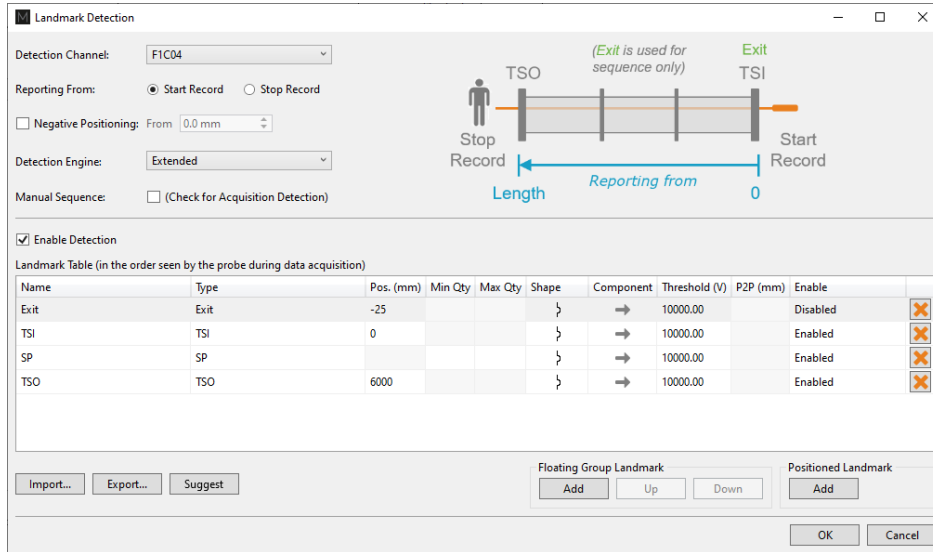 Landmark Detection
Detection Channel: F1C04
Reporting From: Start Record Stop Record
Negative Positioning: From 0.0 mm
Detection Engine: Extended
Manual Sequence: (Check for Acquisition Detection)
(Exit is used for
sequence only)
Exit
TSO
TSI
Stop
Record
Start
Record
Reporting from
Length
0
Enable Detection
Landmark Table (in the order seen by the probe during data acquisition)
Name Type Pos. (mm) Min Qty Max Qty Shape Component Threshold (V) P2P (mm) Enable
Exit Exit -25 10000.00 Disabled
TSI TSI 0 10000.00 Enabled
SP SP 10000.00 Enabled
TSO TSO 6000 10000.00 Enabled
Import... Export... Suggest
Floating Group Landmark
Add Up Down
Positioned Landmark
Add
OK Cancel